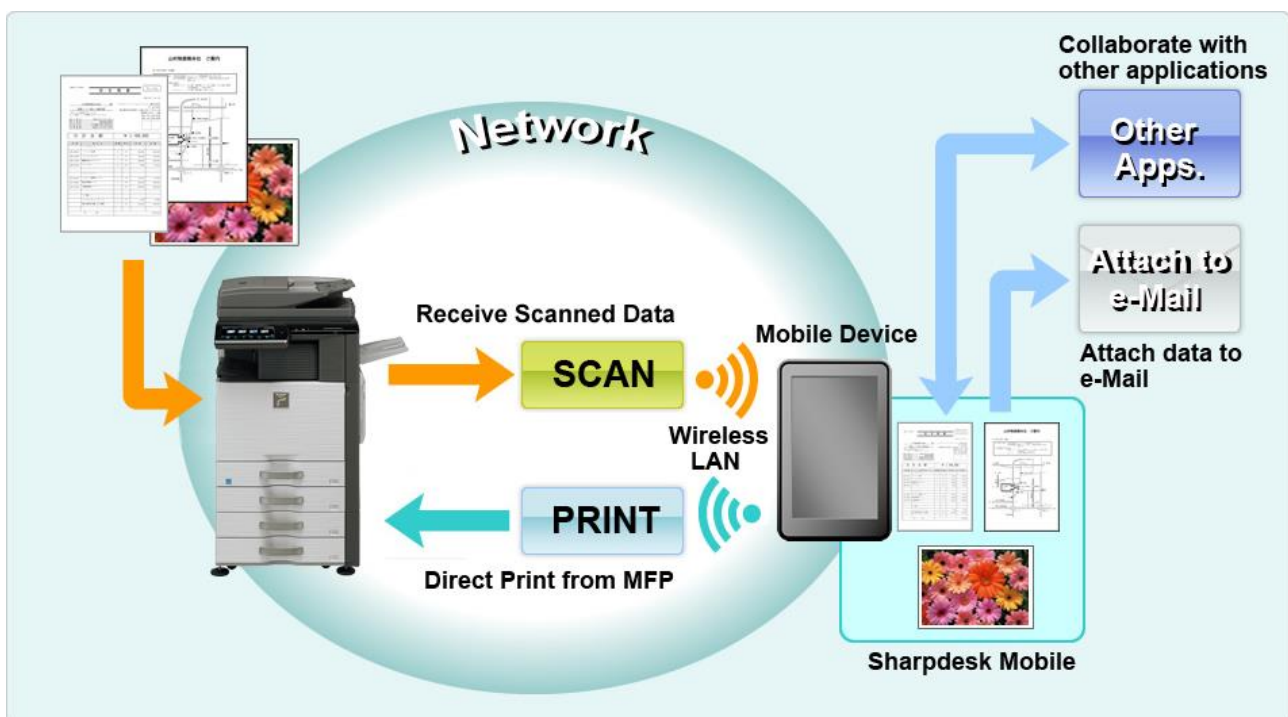 Collaborate with
other applications
Network
Other
Apps.
Attach to
e-Mail
Receive Scanned Data
SCAN
Mobile Device
Attach data to
e-Mail
Wireless
LAN
PRINT
Direct Print from MFP
Sharpdesk Mobile